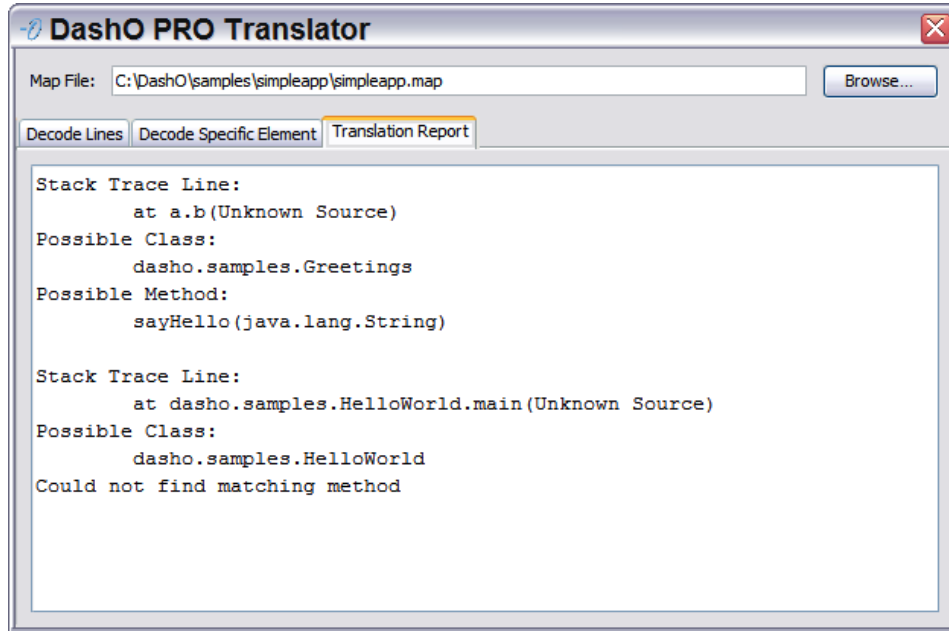 DashO PRO Translator
Map File: C:\DashO\samples\simpleapp\simpleapp.map Browse...
Decode Lines Decode Specific Element Translation Report
Stack Trace Line:
at a.b(Unknown Source)
Possible Class:
dasho.samples.Greetings
Possible Method:
sayHello(java.lang.String)
Stack Trace Line:
at dasho.samples.HelloWorld.main(Unknown Source)
Possible Class:
dasho.samples.HelloWorld
Could not find matching method